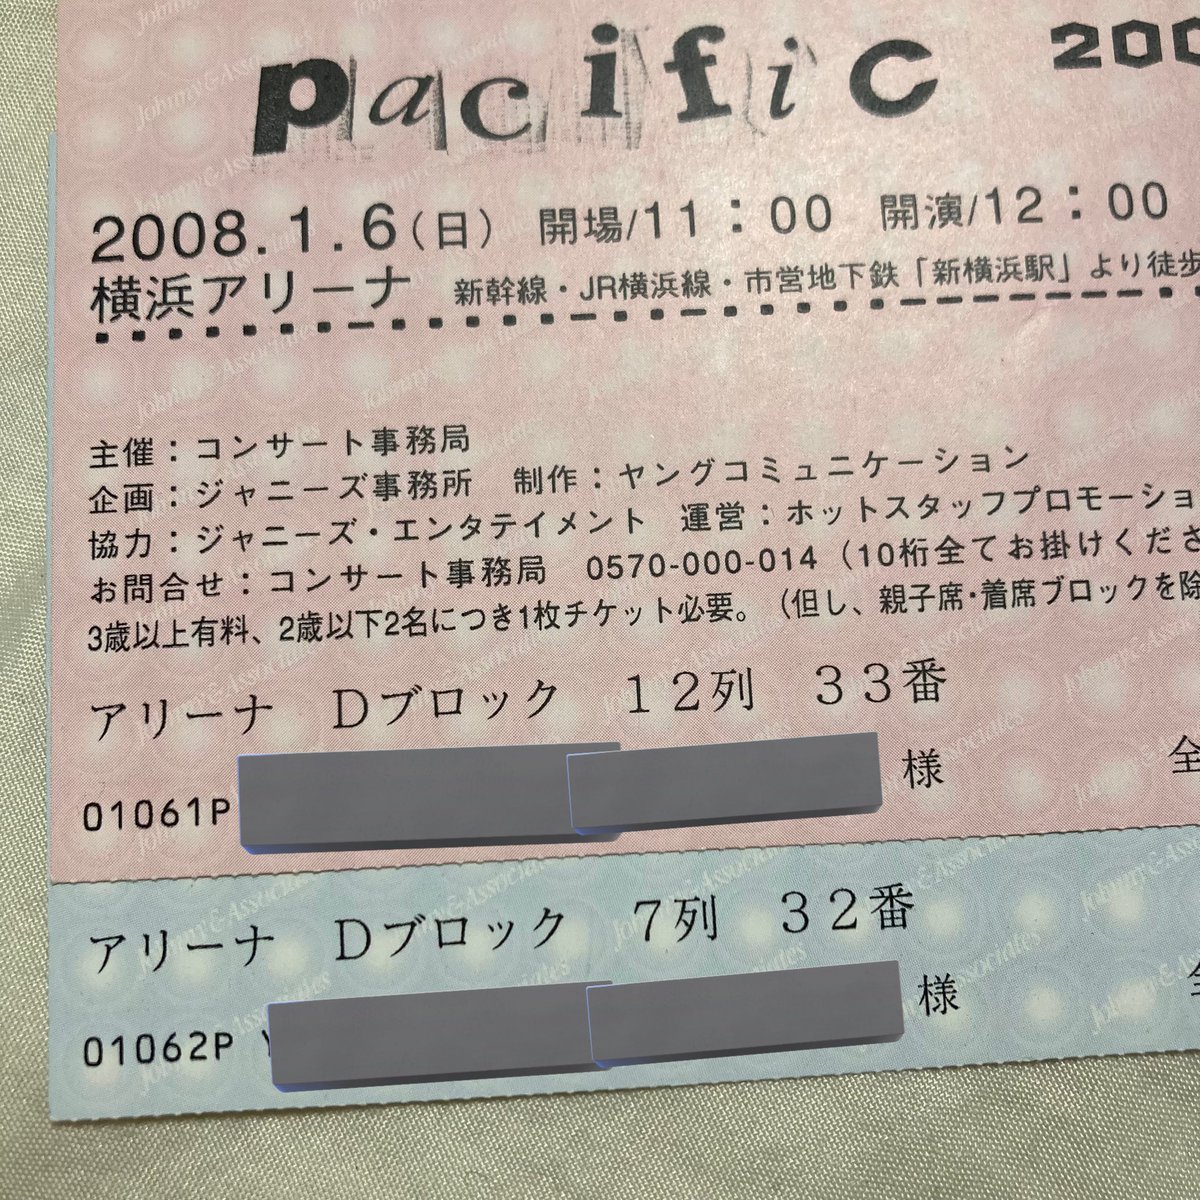 pacific 200
2008.1.6(日) 開場/11:00 開演/12:00
横浜アリーナ 新幹線・JR横浜線・市営地下鉄「新横浜駅」より徒歩
主催:コンサート事務局
企画:ジャニーズ事務所 制作:ヤングコミュニケーション
協力:ジャニーズ・エンタテイメント 運営:ホットスタッフプロモーショ
お問合せ:コンサート事務局 0570-000-014(10桁全てお掛けくださ
3歳以上有料、2歳以下2名につき1枚チケット必要。(但し、親子席・着席ブロックを除
アリーナ Dブロック 12列 33番
01061P 様 全
アリーナ Dブロック 7列 32番
01062P 様 全